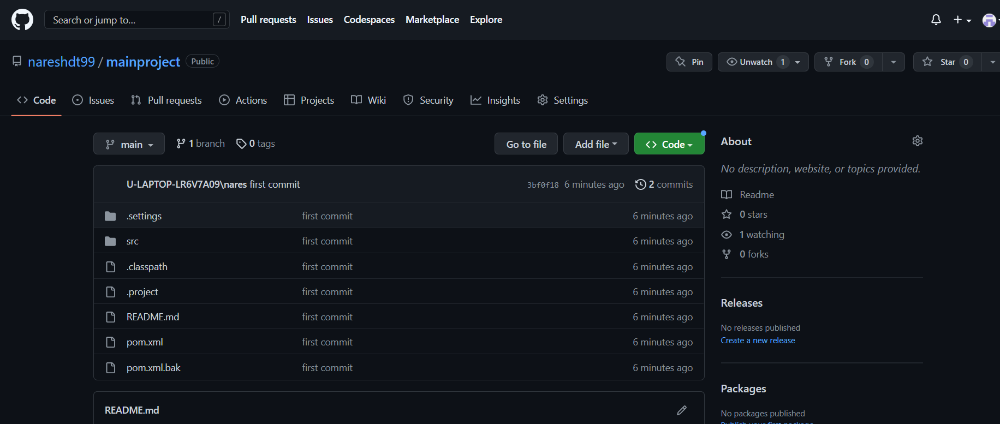 Search or jump to... / Pull requests Issues Codespaces Marketplace Explore
nareshdt99 / mainproject Public Pin Unwatch 1 Fork 0 Star 0
Code Issues Pull requests Actions Projects Wiki Security Insights Settings
main 1 branch 0 tags Go to file Add file Code
U-LAPTOP-LR6V7A09\nares first commit 3bf0f18 6 minutes ago 2 commits
.settings first commit 6 minutes ago
src first commit 6 minutes ago
.classpath first commit 6 minutes ago
.project first commit 6 minutes ago
README.md first commit 6 minutes ago
pom.xml first commit 6 minutes ago
pom.xml.bak first commit 6 minutes ago
README.md
About
No description, website, or topics provided.
Readme
0 stars
1 watching
0 forks
Releases
No releases published
Create a new release
Packages
No packages published
Publish your first package